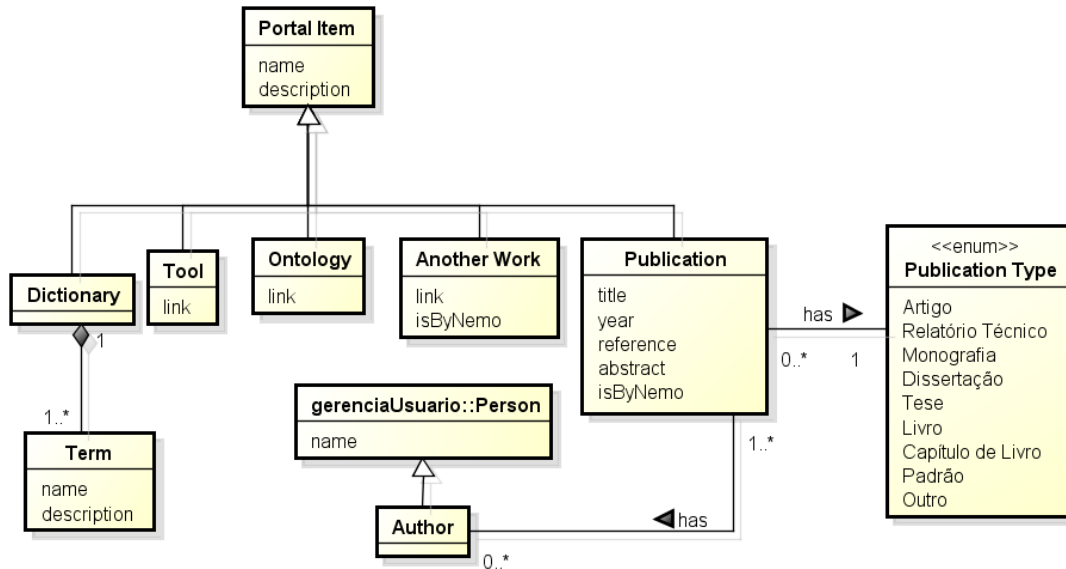 Portal Item
name
description
Dictionary
1
1..*
Term
name
description
Tool
link
Ontology
link
Another Work
link
isByNemo
Publication
title
year
reference
abstract
isByNemo
has
0..*
1
<<enum>>
Publication Type
Artigo
Relatório Técnico
Monografia
Dissertação
Tese
Livro
Capítulo de Livro
Padrão
Outro
gerenciaUsuario::Person
name
Author
0..*
has
1..*